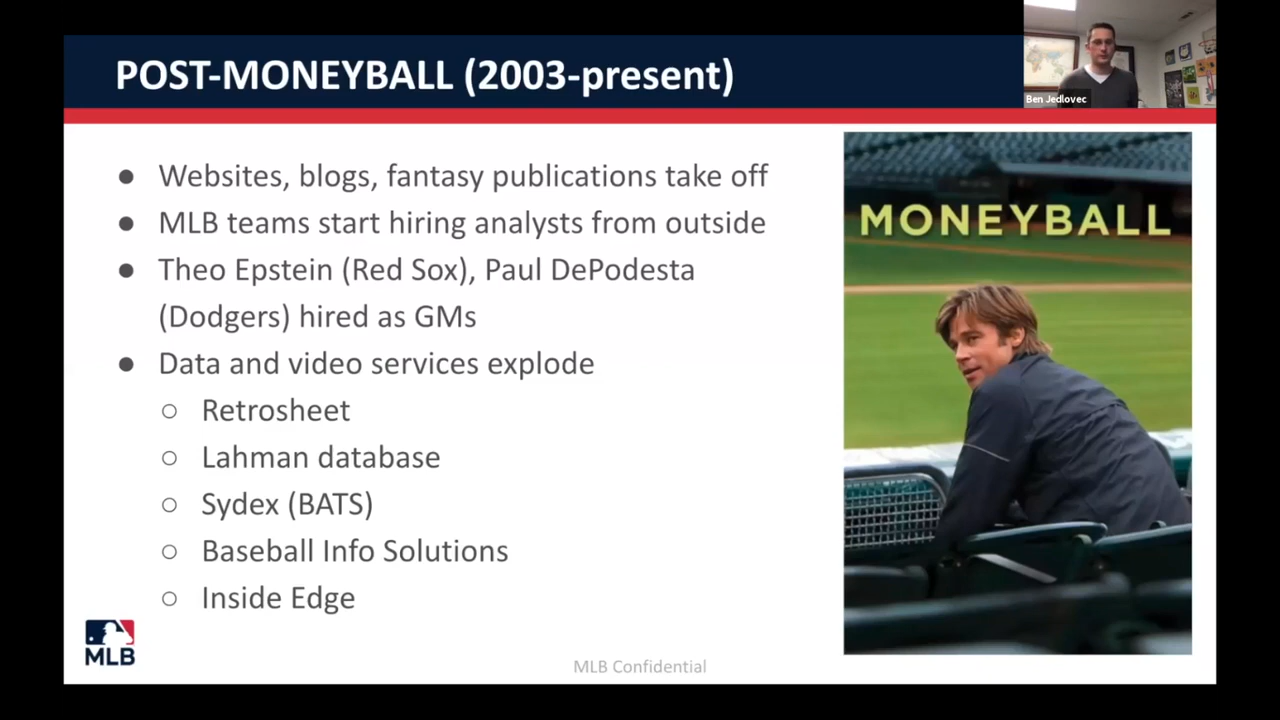 POST-MONEYBALL (2003-present)
Ben Jedlovec
● Websites, blogs, fantasy publications take off
● MLB teams start hiring analysts from outside
● Theo Epstein (Red Sox), Paul DePodesta
(Dodgers) hired as GMs
● Data and video services explode
○ Retrosheet
○ Lahman database
○ Sydex (BATS)
○ Baseball Info Solutions
○ Inside Edge
MONEYBALL
MLB
MLB Confidential